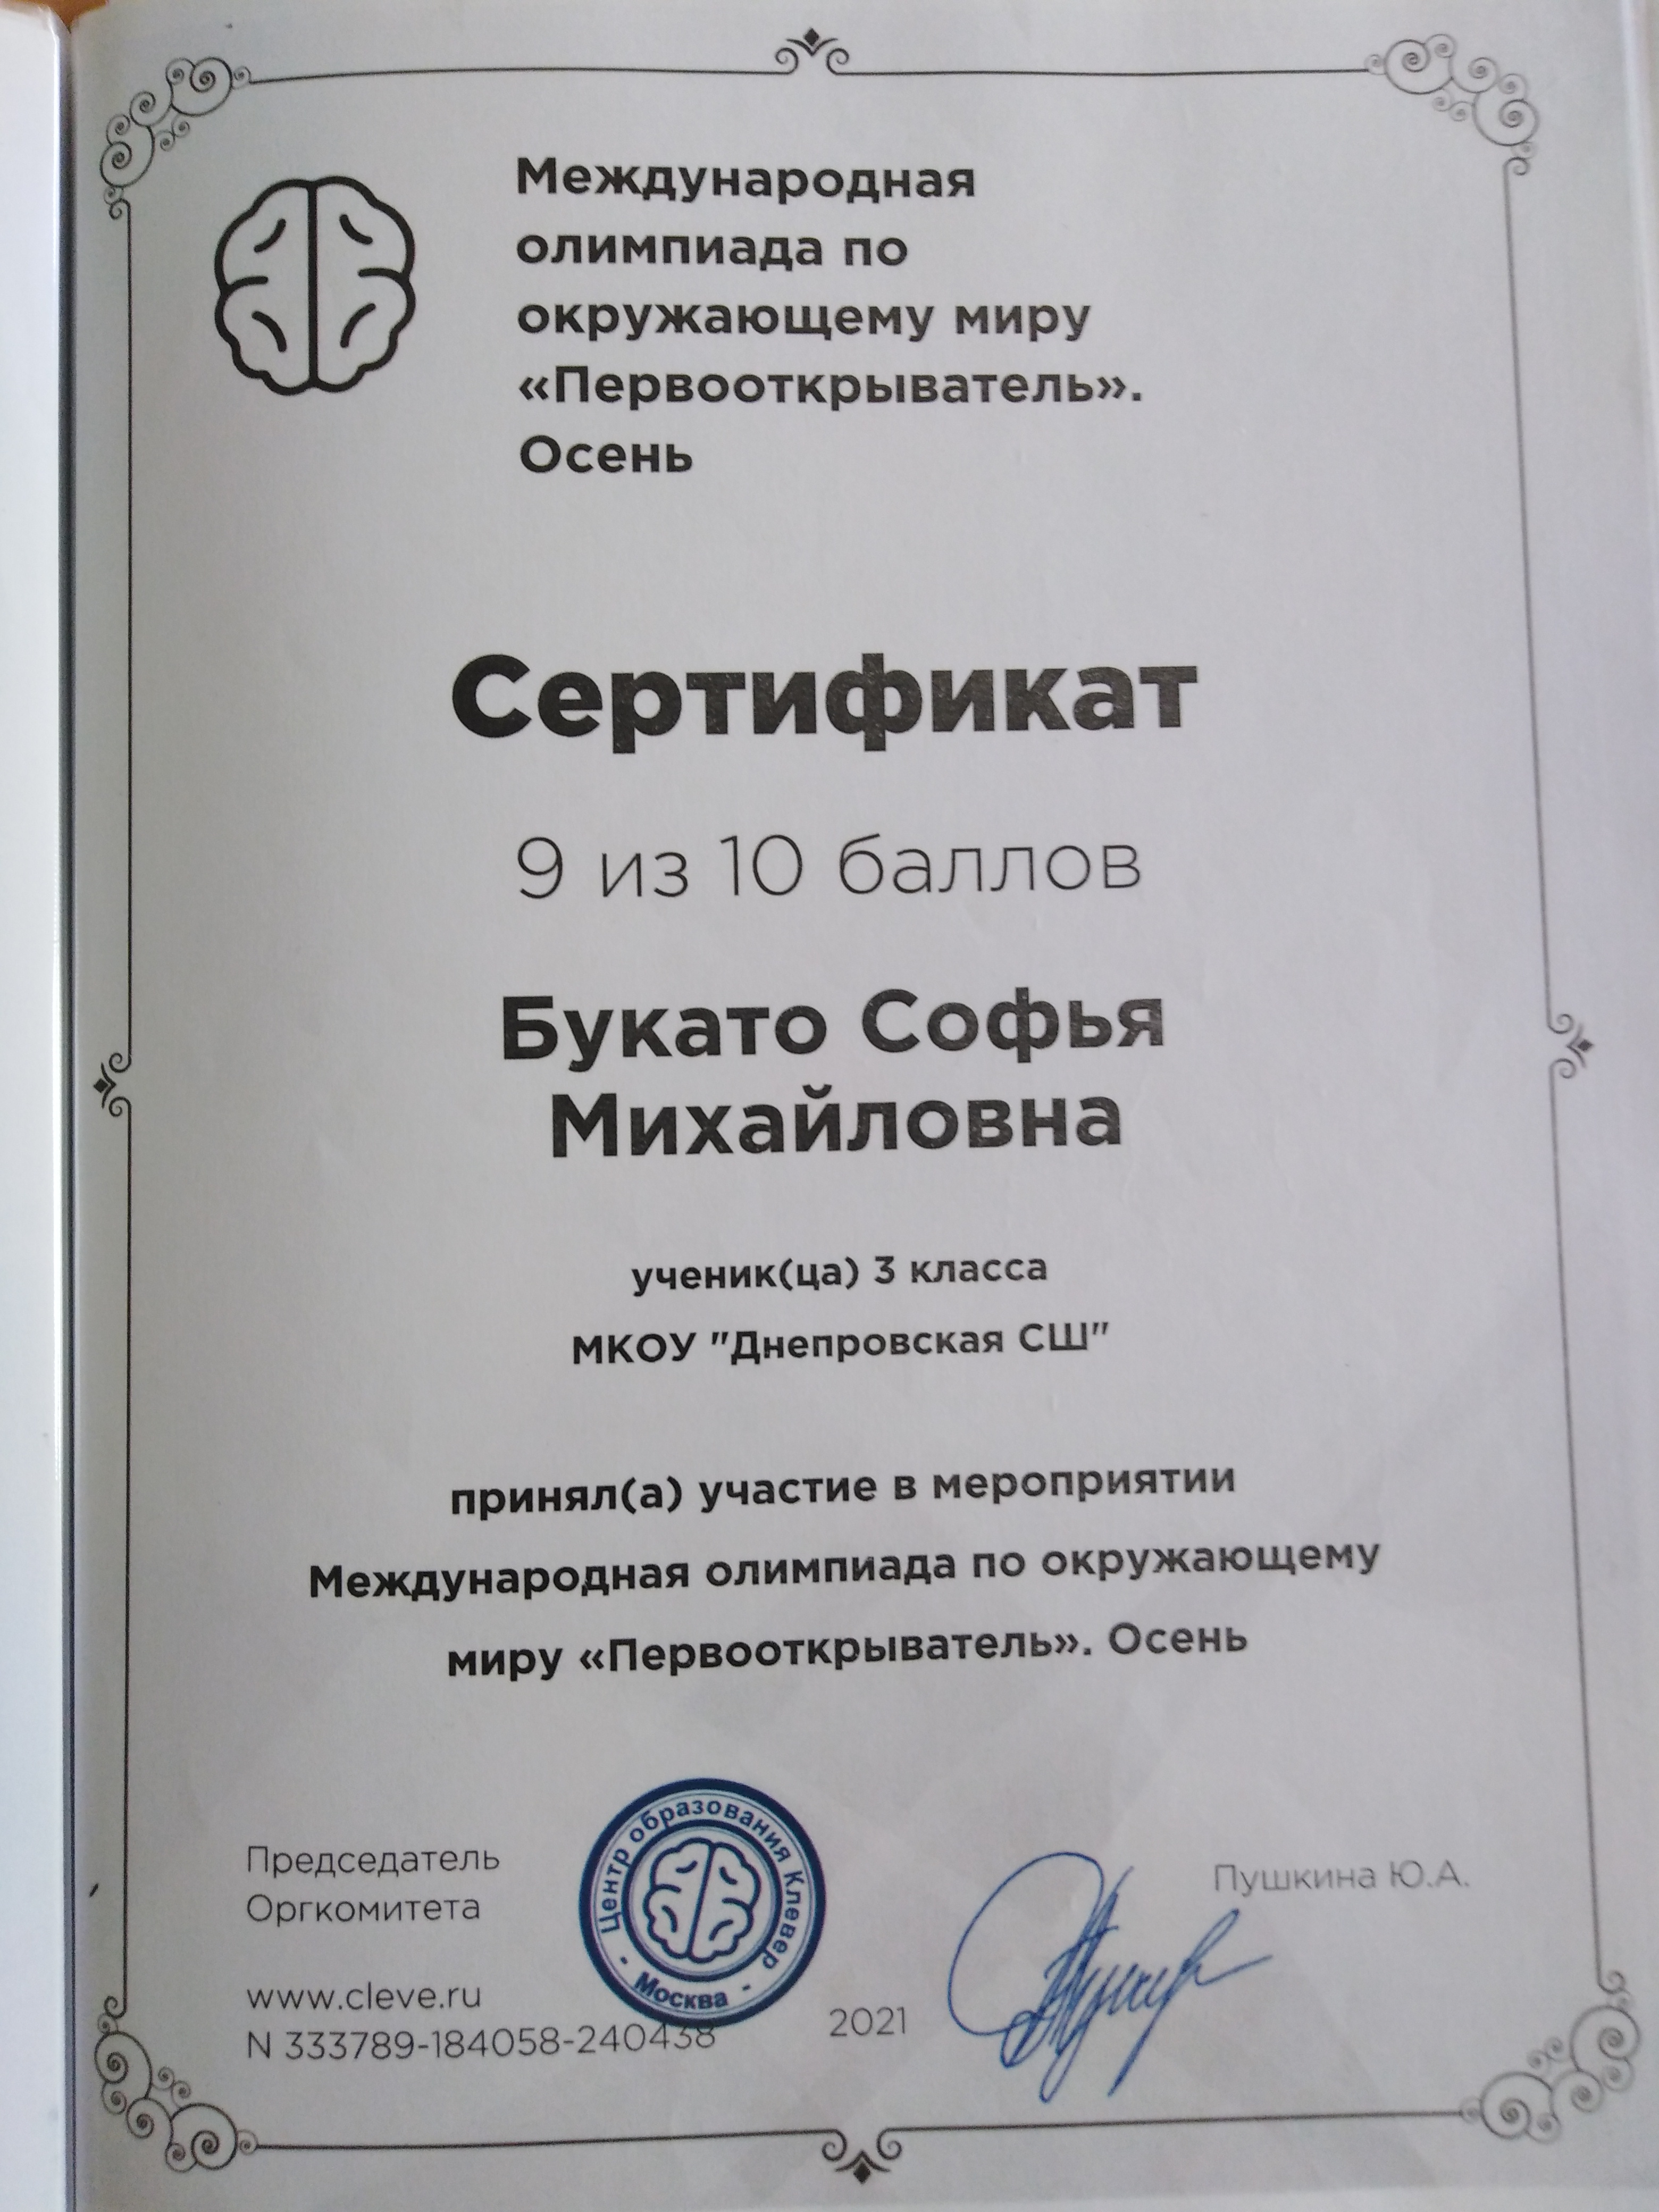 Международная
олимпиада по
окружающему миру
«Первооткрыватель».
Осень
Сертификат
9 из 10 баллов
Букато Софья
Михайловна
ученик(ца) 3 класса
МКОУ "Днепровская СШ"
принял(а) участие в мероприятии
Международная олимпиада по окружающему
миру «Первооткрыватель». Осень
Председатель
Оргкомитета
Центр образования Клевер
- Москва -
Пушкина Ю.А.
www.cleve.ru
N 333789-184058-240438
2021